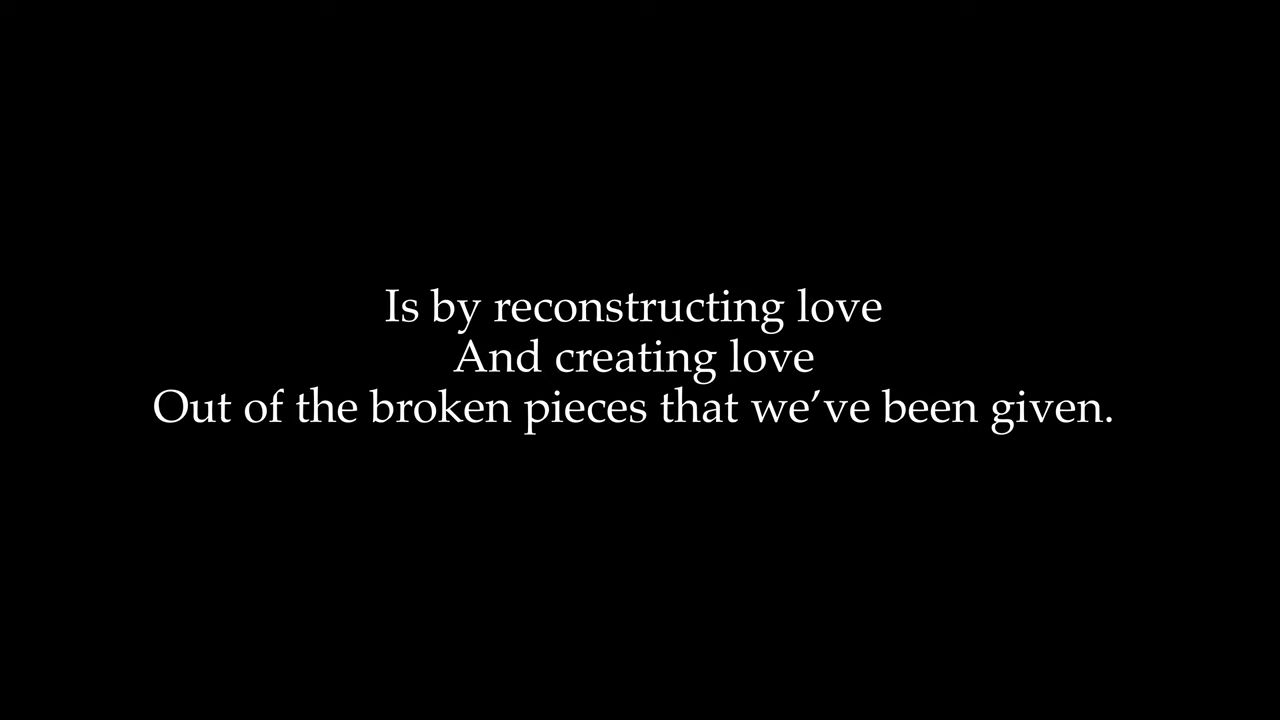 Is by reconstructing love
And creating love
Out of the broken pieces that we’ve been given.